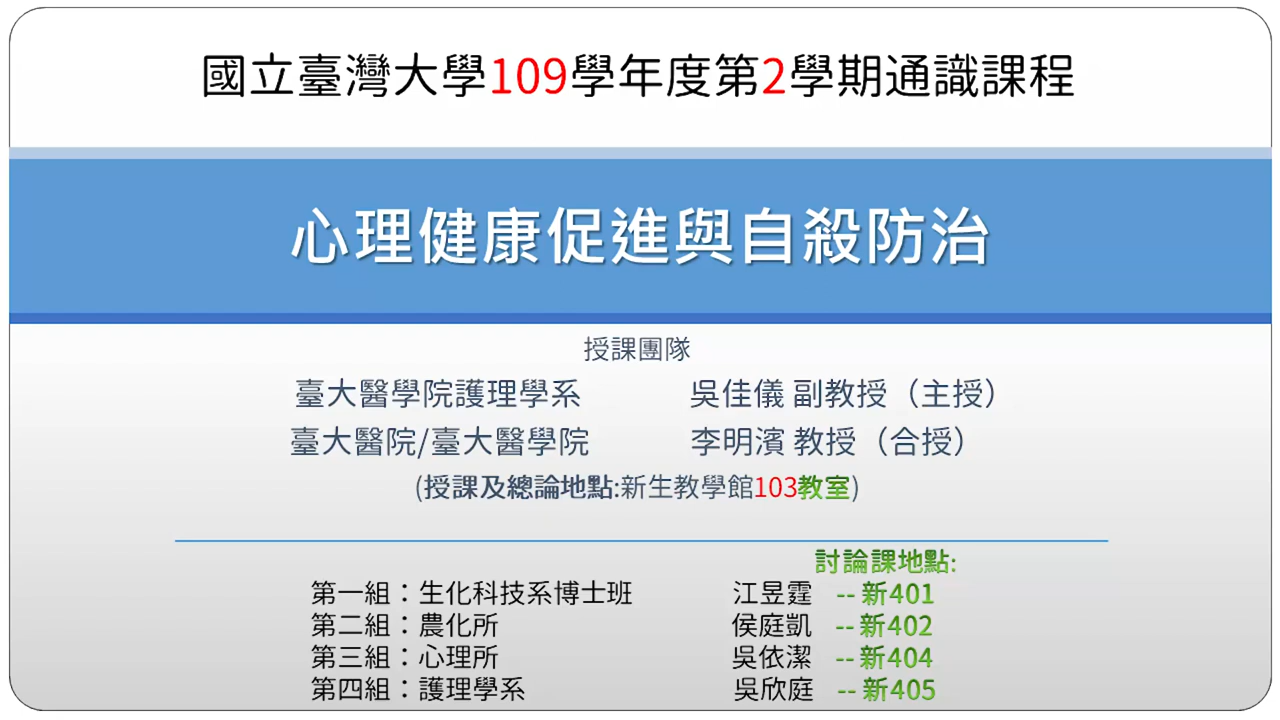 國立臺灣大學109學年度第2學期通識課程
心理健康促進與自殺防治
授課團隊
臺大醫學院護理學系 吳佳儀 副教授（主授）
臺大醫院/臺大醫學院 李明濱 教授（合授）
(授課及總論地點:新生教學館103教室)
討論課地點:
第一組：生化科技系博士班 江昱霆 -- 新401
第二組：農化所 侯庭凱 -- 新402
第三組：心理所 吳依潔 -- 新404
第四組：護理學系 吳欣庭 -- 新405